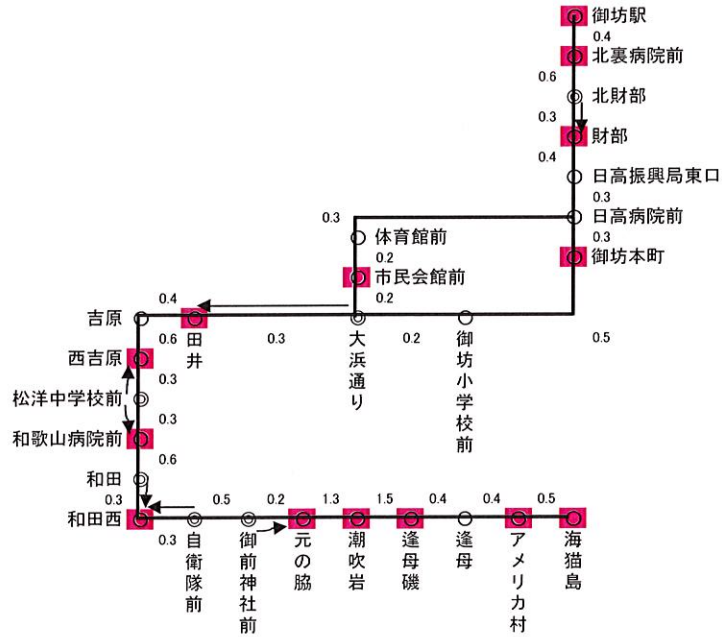 御坊駅
0.4
北裏病院前
0.6
北財部
0.3
財部
0.4
日高振興局東口
0.3
日高病院前
0.3
御坊本町
0.3
体育館前
0.2
市民会館前
0.2
0.4
吉原
田井
0.3
大浜通り
0.2
御坊小学校前
0.5
0.6
西吉原
0.3
松洋中学校前
0.3
和歌山病院前
0.6
和田
0.3
和田西
0.3
自衛隊前
0.5
御前神社前
0.2
元の脇
1.3
潮吹岩
1.5
逢母磯
0.4
逢母
0.4
アメリカ村
0.5
海猫島